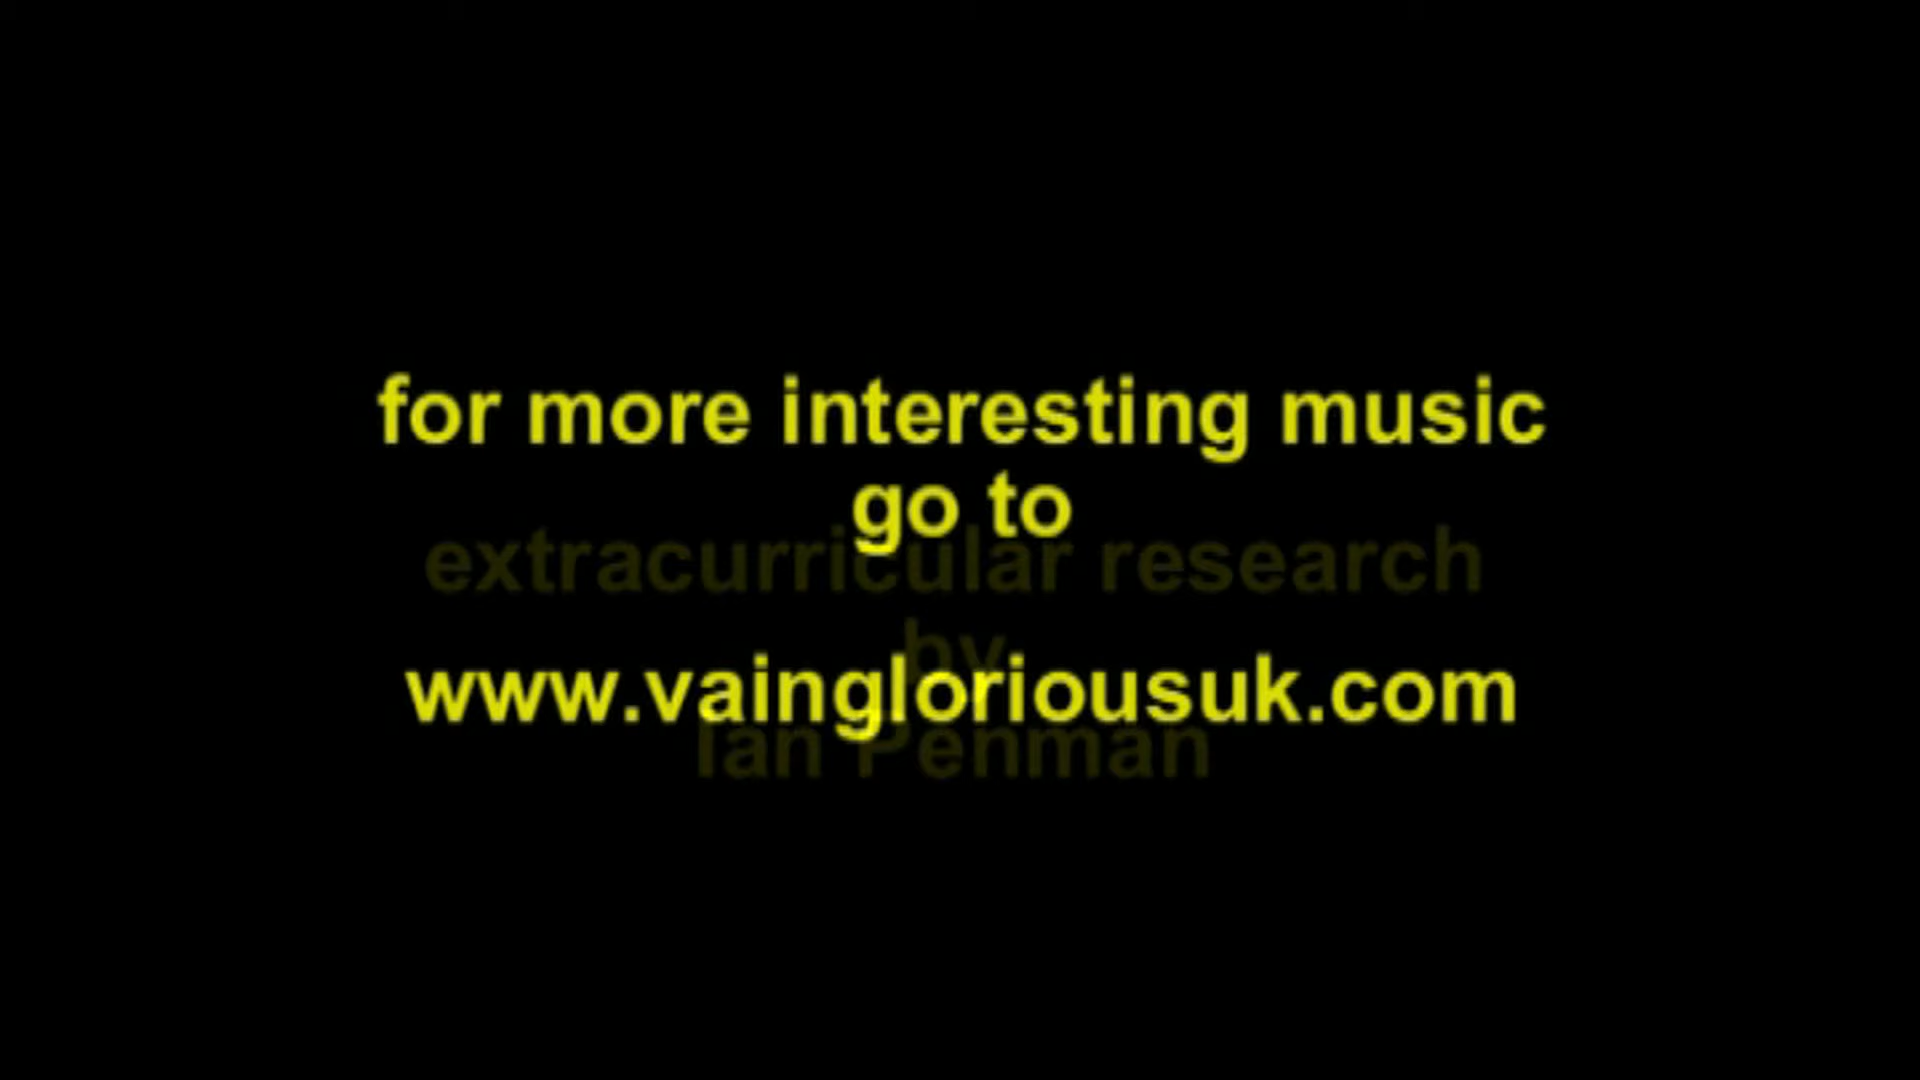 for more interesting music
go to
extracurricular research
by
www.vaingloriousuk.com
Ian Penman